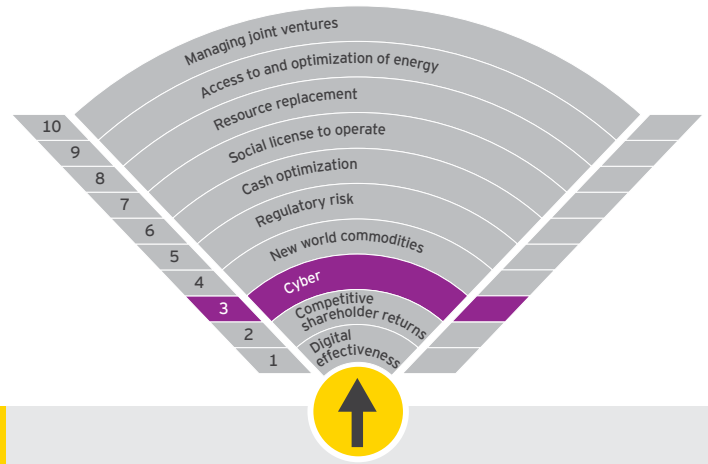 Managing joint ventures
Access to and optimization of energy
Resource replacement
Social license to operate
Cash optimization
Regulatory risk
New world commodities
Cyber
Competitive
shareholder returns
Digital
effectiveness
10
9
8
7
6
5
4
3
2
1